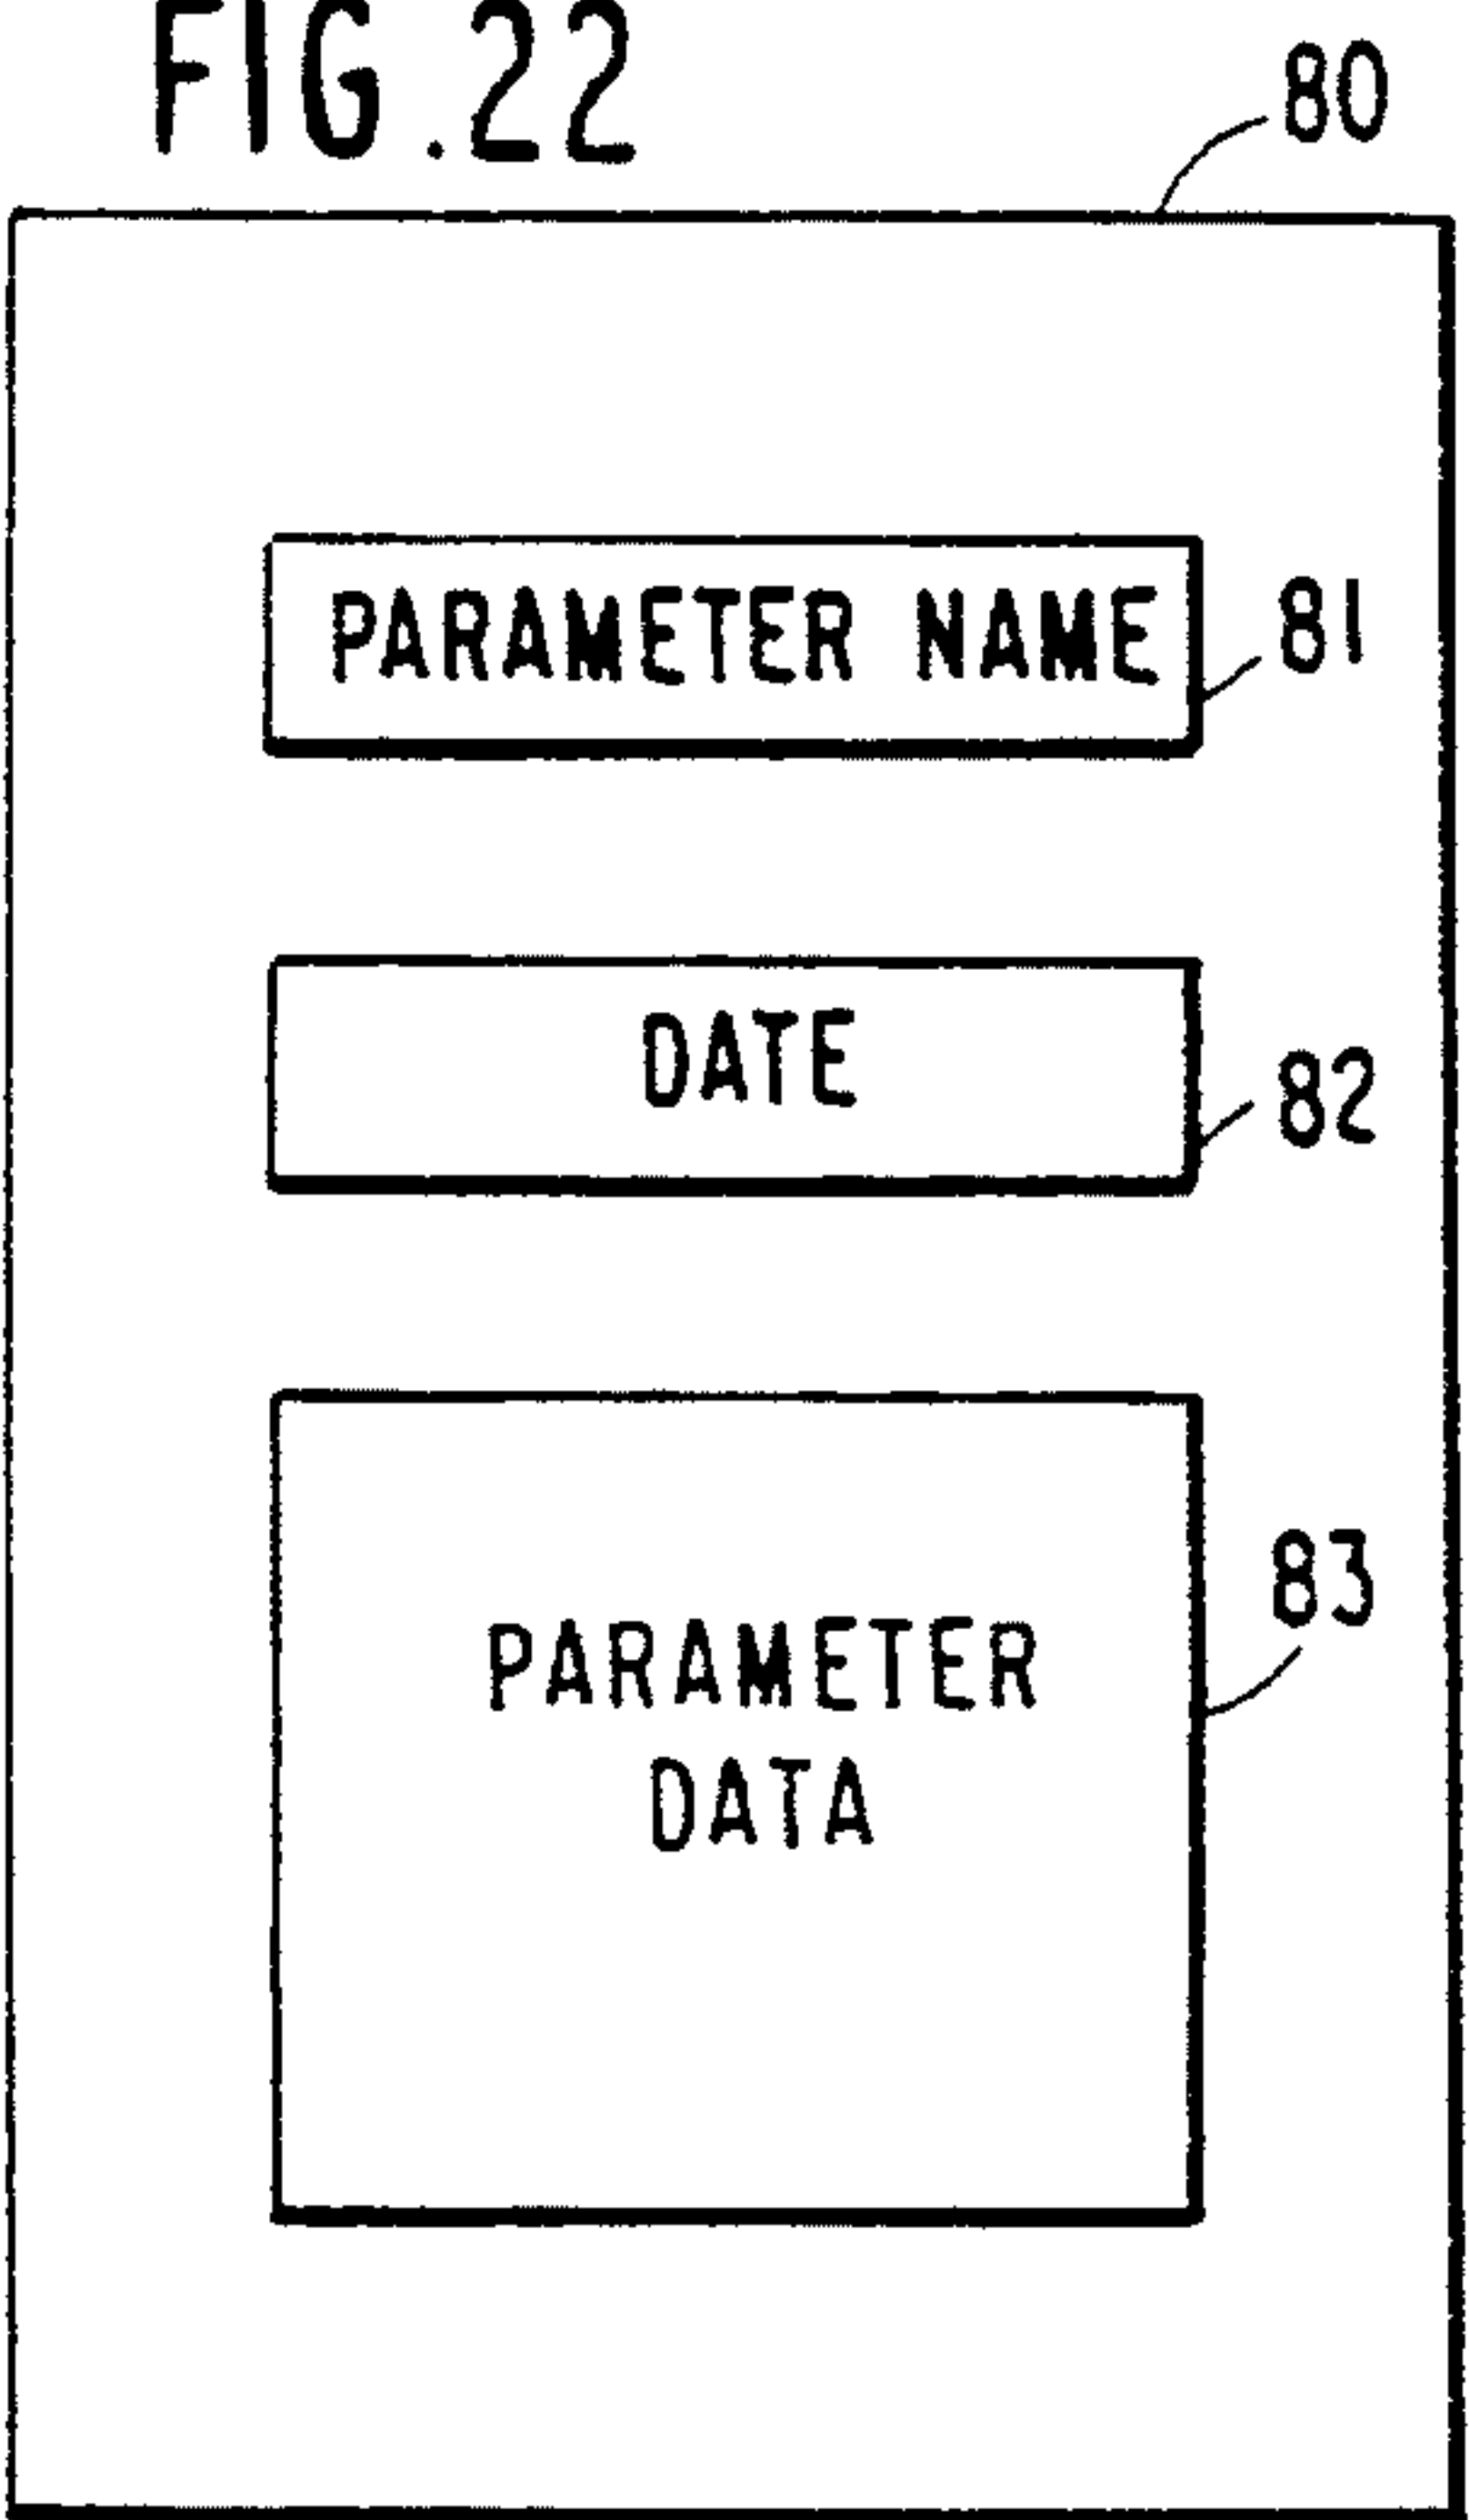 FIG.22
80
PARAMETER NAME
81
DATE
82
83
PARAMETER
DATA